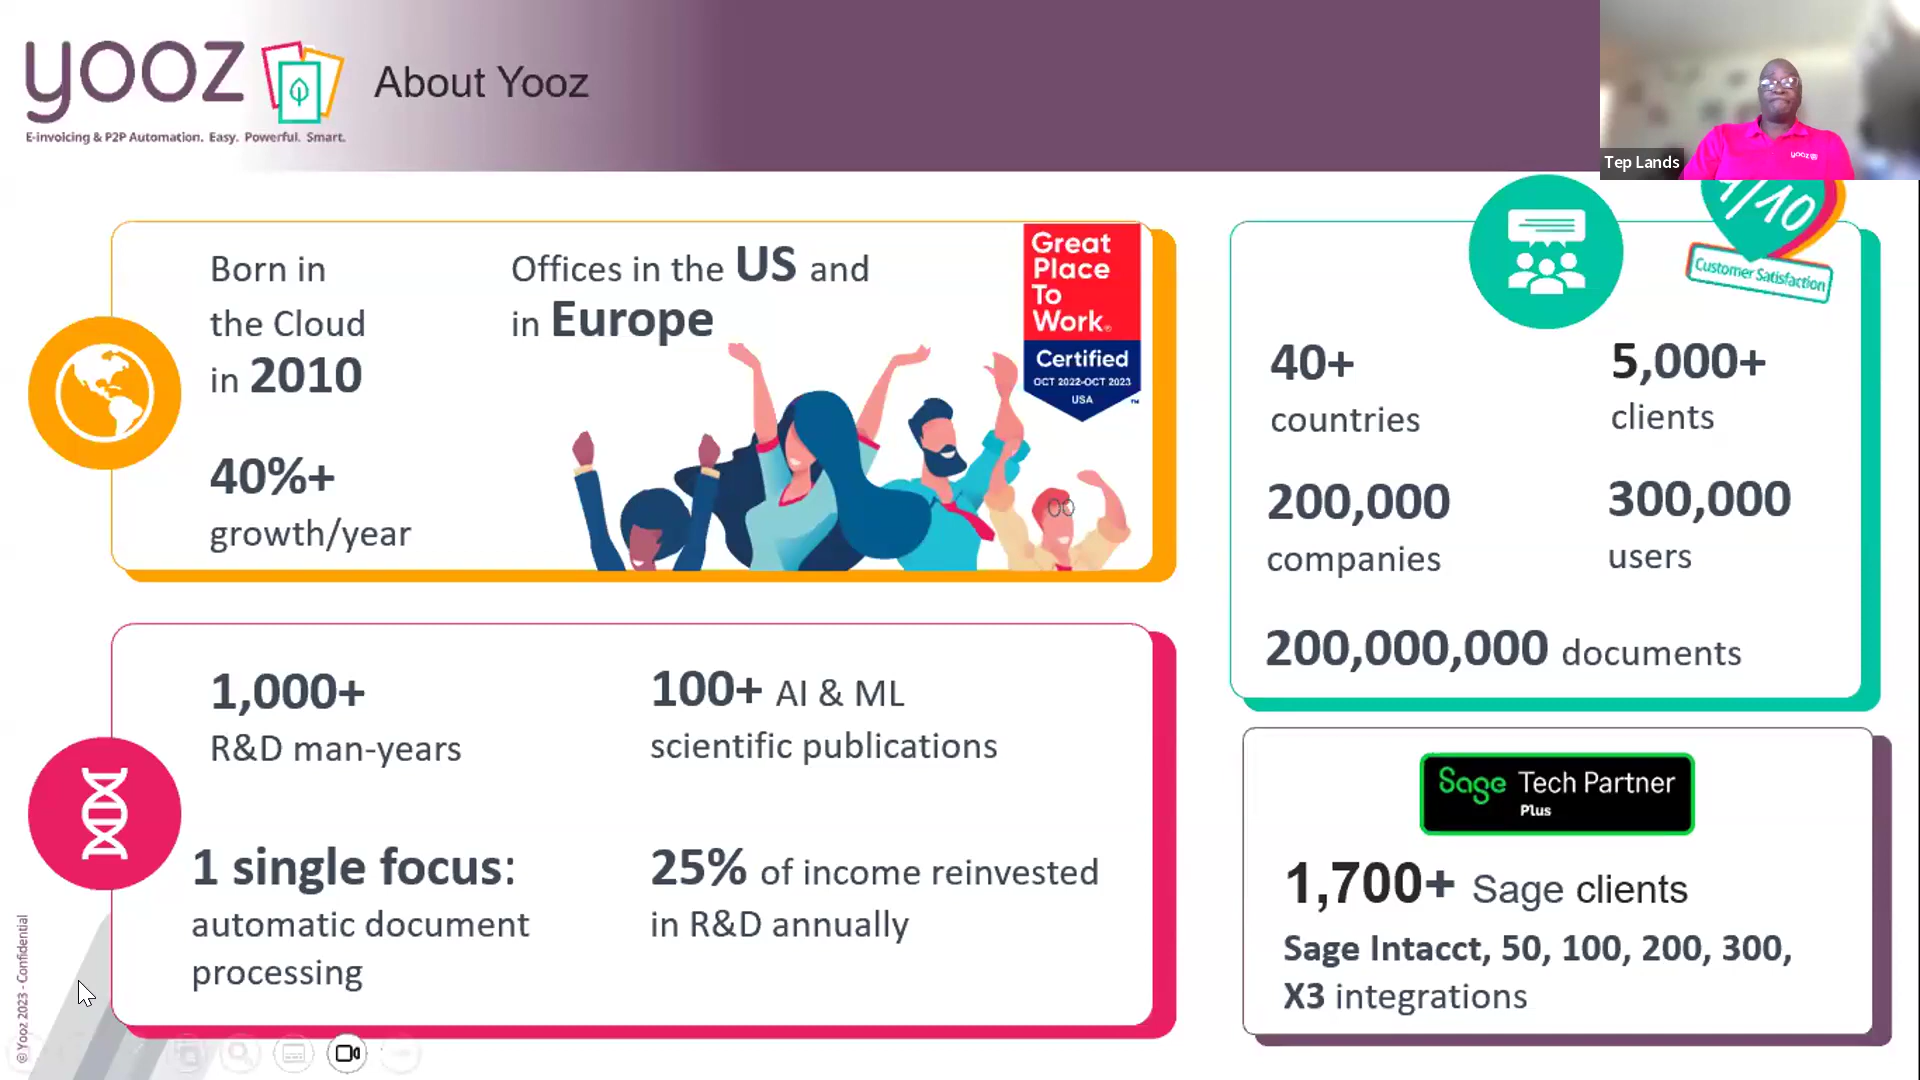 yooz
About Yooz
E-invoicing & P2P Automation. Easy. Powerful. Smart.
Tep Lands
yooz
Born in
the Cloud
in 2010
40%+
growth/year
Offices in the US and
in Europe
Great
Place
To
Work®
Certified
OCT 2022-OCT 2023
USA
™
/10
Customer Satisfaction
40+
countries
5,000+
clients
200,000
companies
300,000
users
200,000,000 documents
1,000+
R&D man-years
100+ AI & ML
scientific publications
1 single focus:
automatic document
processing
25% of income reinvested
in R&D annually
Sage Tech Partner
Plus
1,700+ Sage clients
Sage Intacct, 50, 100, 200, 300,
X3 integrations
@Yooz 2023 - Confidential